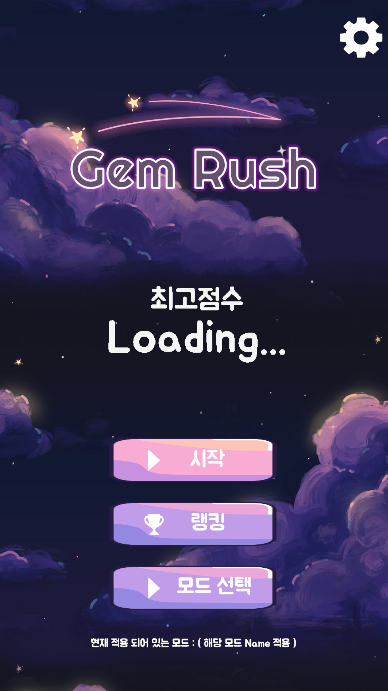 Gem Rush
최고점수
Loading...
시작
랭킹
모드 선택
현재 적용 되어 있는 모드 : ( 해당 모드 Name 적용 )